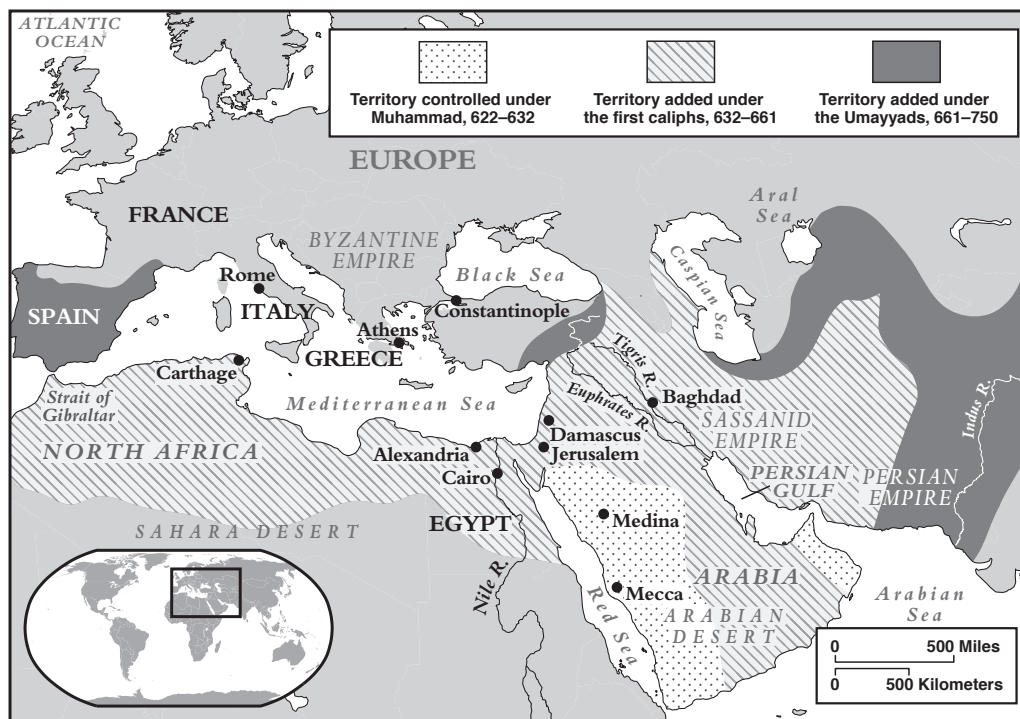 ATLANTIC
OCEAN
Territory controlled under
Muhammad, 622–632
Territory added under
the first caliphs, 632–661
Territory added under
the Umayyads, 661–750
EUROPE
FRANCE
Aral
Sea
BYZANTINE
EMPIRE
Black Sea
Caspian Sea
Rome
ITALY
Constantinople
SPAIN
Athens
GREECE
Carthage
Tigris R.
Strait of
Gibraltar
Mediterranean Sea
Euphrates R.
Baghdad
Indus R.
NORTH AFRICA
Damascus
SASSANID
EMPIRE
Alexandria
Jerusalem
Cairo
PERSIAN
GULF
PERSIAN
EMPIRE
EGYPT
SAHARA DESERT
Medina
Nile R.
Mecca
ARABIA
Red Sea
ARABIAN
DESERT
Arabian
Sea
0 500 Miles
0 500 Kilometers